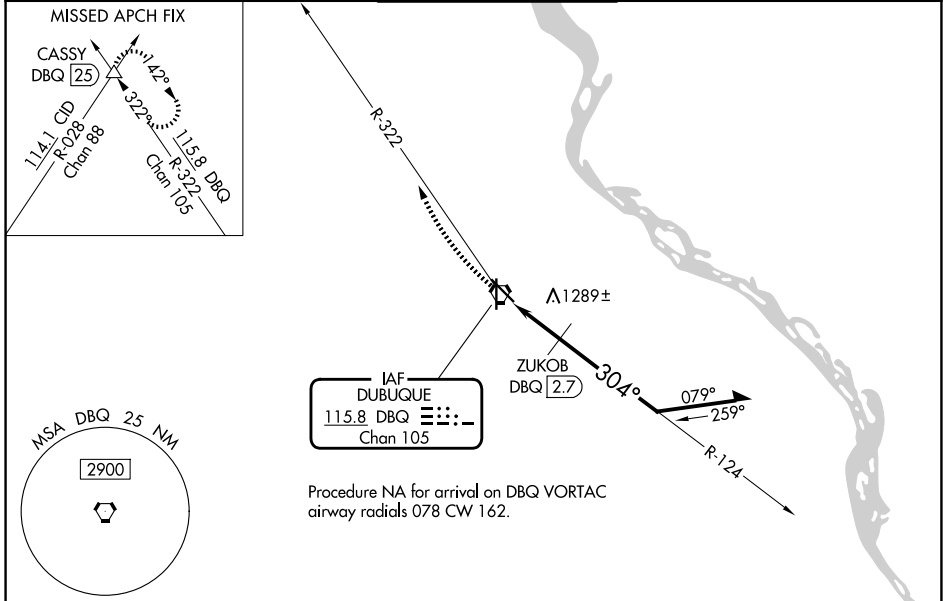 MISSED APCH FIX
CASSY
DBQ 25
142°
322°
114.1 CID
R-028
Chan 88
115.8 DBQ
R-322
Chan 105
R-322
1289±
ZUKOB
DBQ 2.7
304°
079°
259°
R-124
IAF
DUBUQUE
115.8 DBQ
Chan 105
MSA DBQ 25 NM
2900
Procedure NA for arrival on DBQ VORTAC
airway radials 078 CW 162.